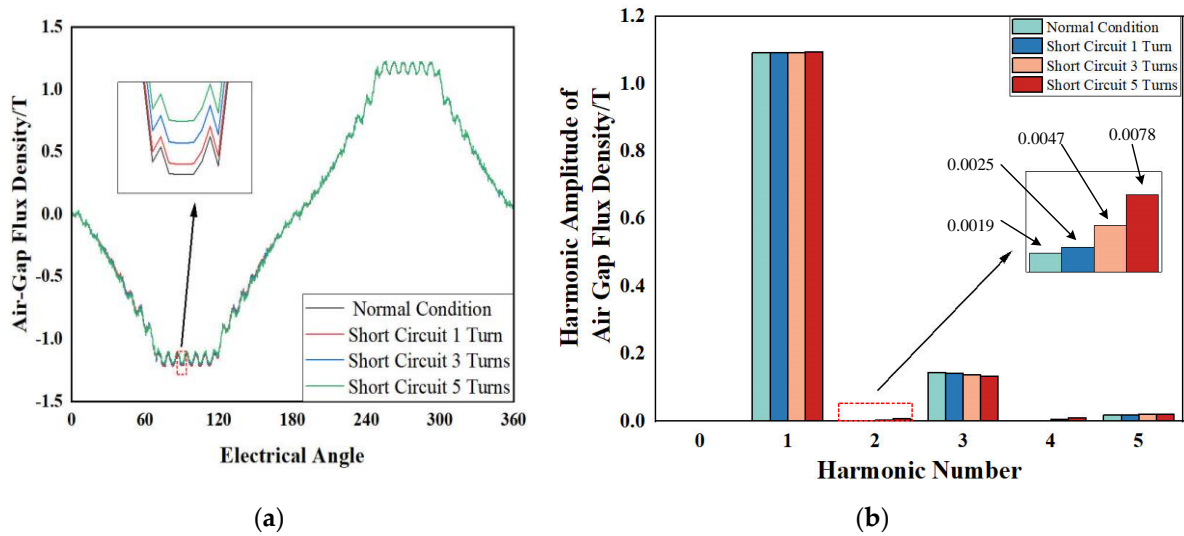 1.5
1.0
0.5
0.0
-0.5
-1.0
-1.5
Air-Gap Flux Density/T
Normal Condition
Short Circuit 1 Turn
Short Circuit 3 Turns
Short Circuit 5 Turns
0 60 120 180 240 300 360
Electrical Angle
(a)
1.2
1.0
0.8
0.6
0.4
0.2
0.0
Harmonic Amplitude of
Air Gap Flux Density/T
Normal Condition
Short Circuit 1 Turn
Short Circuit 3 Turns
Short Circuit 5 Turns
0.0019
0.0025
0.0047
0.0078
0 1 2 3 4 5
Harmonic Number
(b)